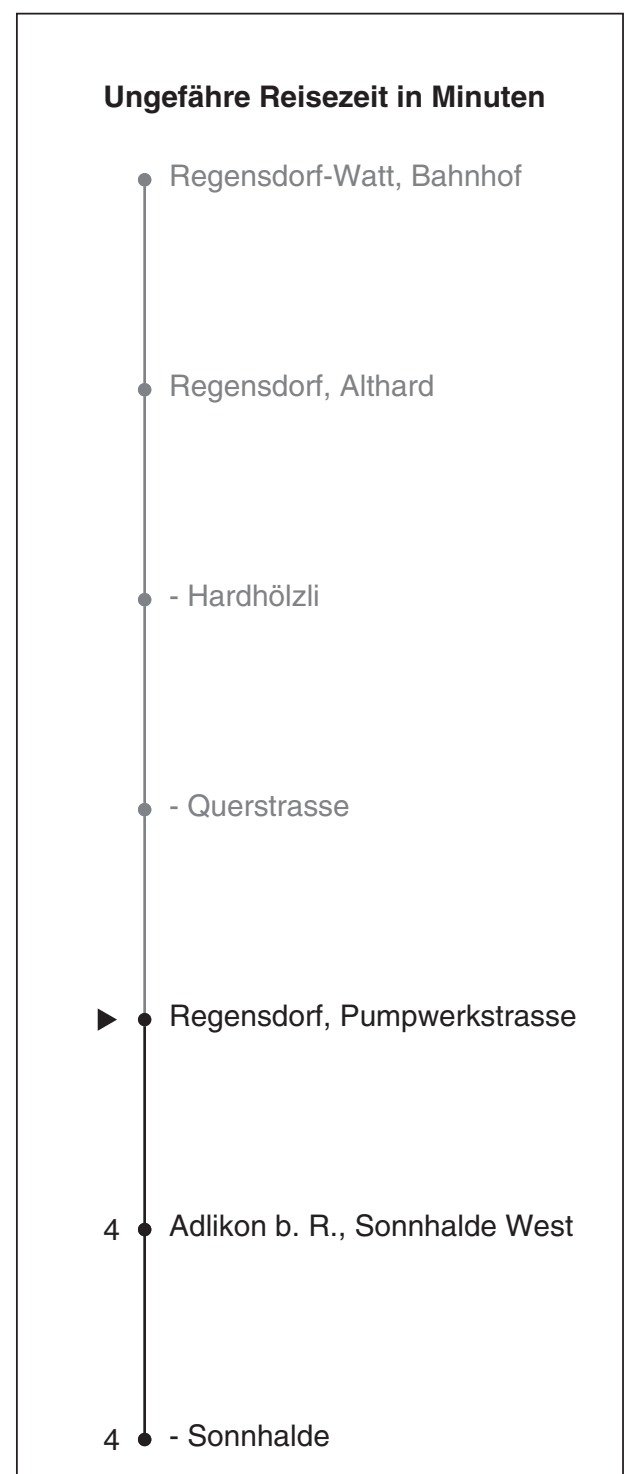 Ungefähre Reisezeit in Minuten
Regensdorf-Watt, Bahnhof
Regensdorf, Althard
- Hardhölzli
- Querstrasse
Regensdorf, Pumpwerkstrasse
4 Adlikon b. R., Sonnhalde West
4 - Sonnhalde